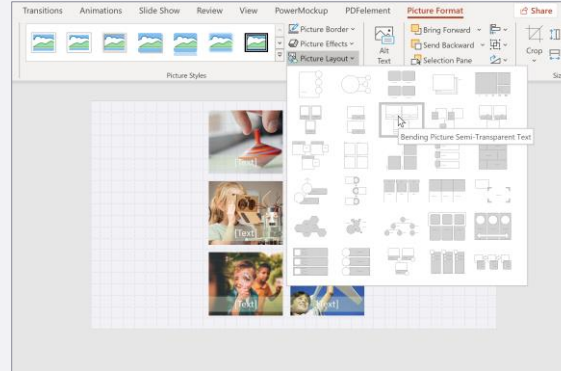 Transitions Animations Slide Show Review View PowerMockup PDFelement Picture Format Share
Picture Border
Picture Effects
Picture Layout
Alt
Text
Bring Forward
Send Backward
Selection Pane
Crop
Picture Styles
Siz
Bending Picture Semi-Transparent Text
[Text]
[Text]
[Text] [Text]